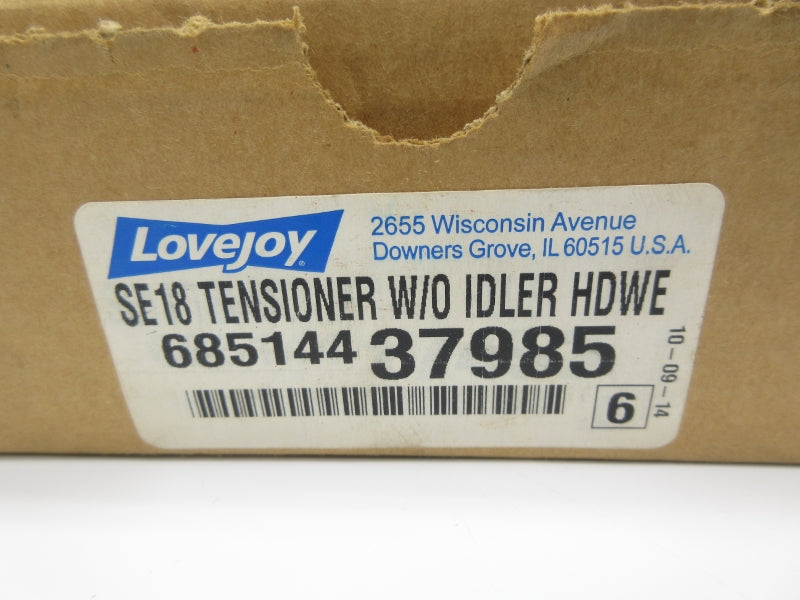 Lovejoy®
2655 Wisconsin Avenue
Downers Grove, IL 60515 U.S.A.
SE18 TENSIONER W/O IDLER HDWE
685144 37985
6
10-09-14